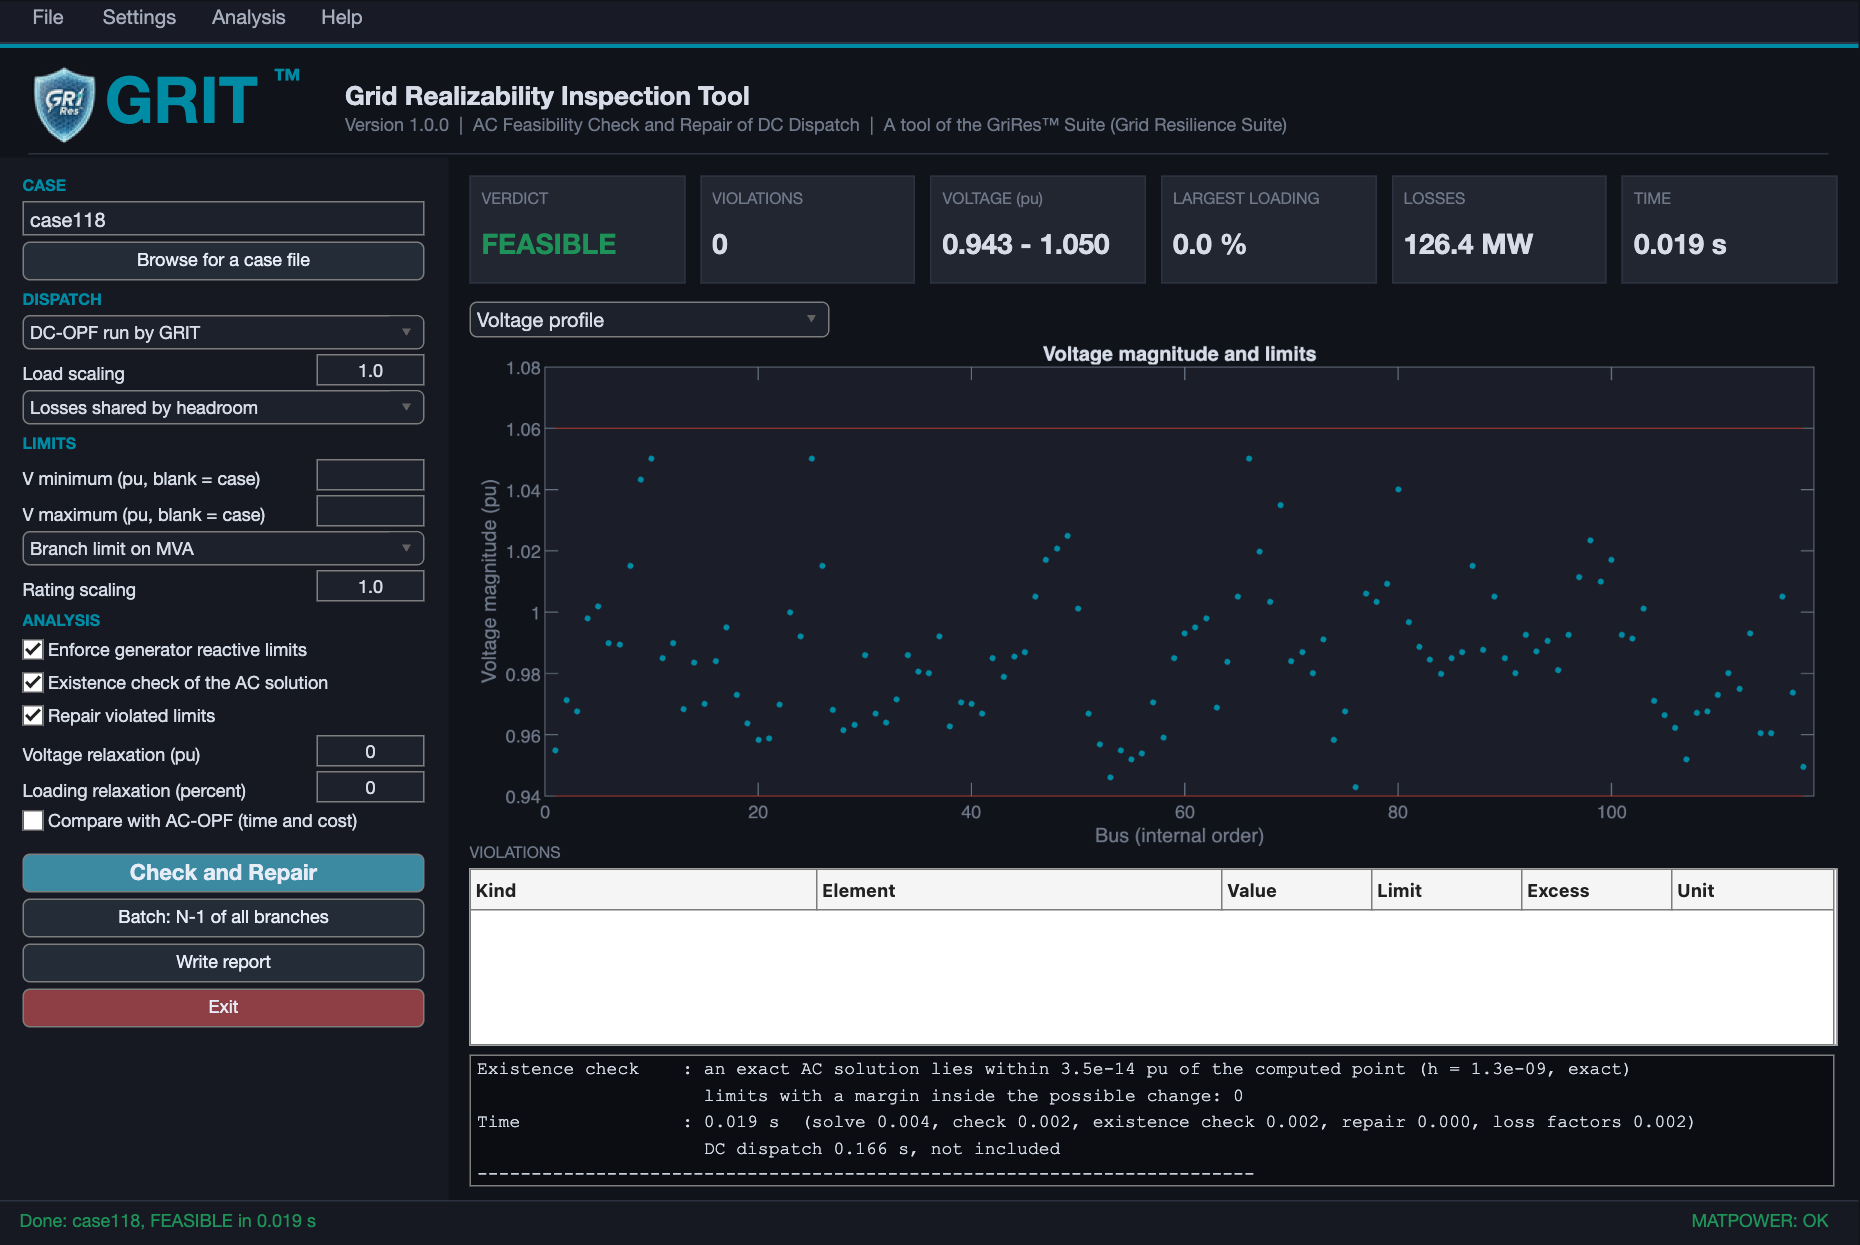 File Settings Analysis Help
GRi
Res
GRIT ™
Grid Realizability Inspection Tool
Version 1.0.0 | AC Feasibility Check and Repair of DC Dispatch | A tool of the GriRes™ Suite (Grid Resilience Suite)
CASE
case118
Browse for a case file
DISPATCH
DC-OPF run by GRIT
Load scaling 1.0
Losses shared by headroom
LIMITS
V minimum (pu, blank = case)
V maximum (pu, blank = case)
Branch limit on MVA
Rating scaling 1.0
ANALYSIS
Enforce generator reactive limits
Existence check of the AC solution
Repair violated limits
Voltage relaxation (pu) 0
Loading relaxation (percent) 0
Compare with AC-OPF (time and cost)
Check and Repair
Batch: N-1 of all branches
Write report
Exit
VERDICT
FEASIBLE
VIOLATIONS
0
VOLTAGE (pu)
0.943 - 1.050
LARGEST LOADING
0.0 %
LOSSES
126.4 MW
TIME
0.019 s
Voltage profile
Voltage magnitude and limits
Voltage magnitude (pu)
1.08
1.06
1.04
1.02
1
0.98
0.96
0.94
0 20 40 60 80 100
Bus (internal order)
VIOLATIONS
Kind Element Value Limit Excess Unit
Existence check : an exact AC solution lies within 3.5e-14 pu of the computed point (h = 1.3e-09, exact)
limits with a margin inside the possible change: 0
Time : 0.019 s (solve 0.004, check 0.002, existence check 0.002, repair 0.000, loss factors 0.002)
DC dispatch 0.166 s, not included
------------------------------------------------------------------------
Done: case118, FEASIBLE in 0.019 s
MATPOWER: OK